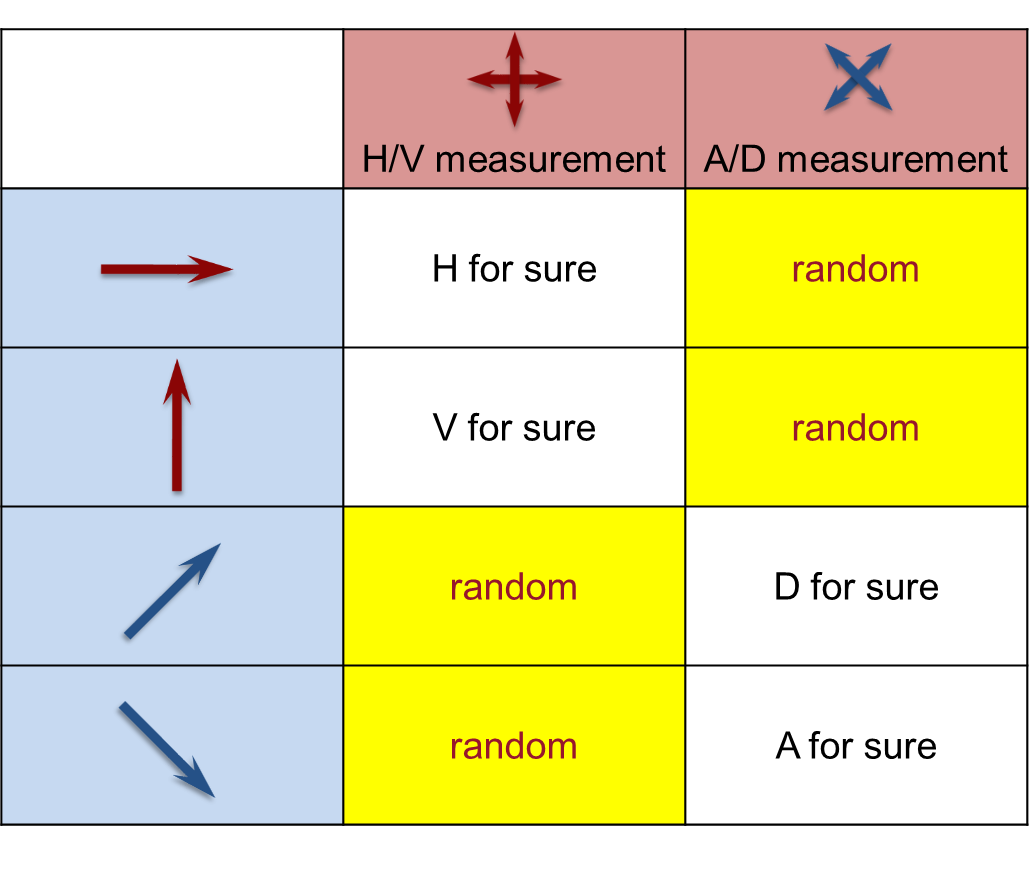 H/V measurement
A/D measurement
H for sure
random
V for sure
random
random
D for sure
random
A for sure